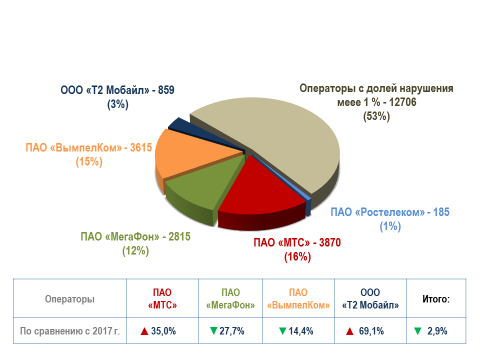 Операторы с долей нарушения
меее 1 % - 12706
(53%)
ООО «Т2 Мобайл» - 859
(3%)
ПАО «ВымпелКом» - 3615
(15%)
ПАО «Ростелеком» - 185
(1%)
ПАО «МегаФон» - 2815
(12%)
ПАО «МТС» - 3870
(16%)
Операторы ПАО «МТС» ПАО «МегаФон» ПАО «ВымпелКом» ООО «Т2 Мобайл» Итого:
По сравнению с 2017 г. ▲ 35,0% ▼ 27,7% ▼ 14,4% ▲ 69,1% ▼ 2,9%